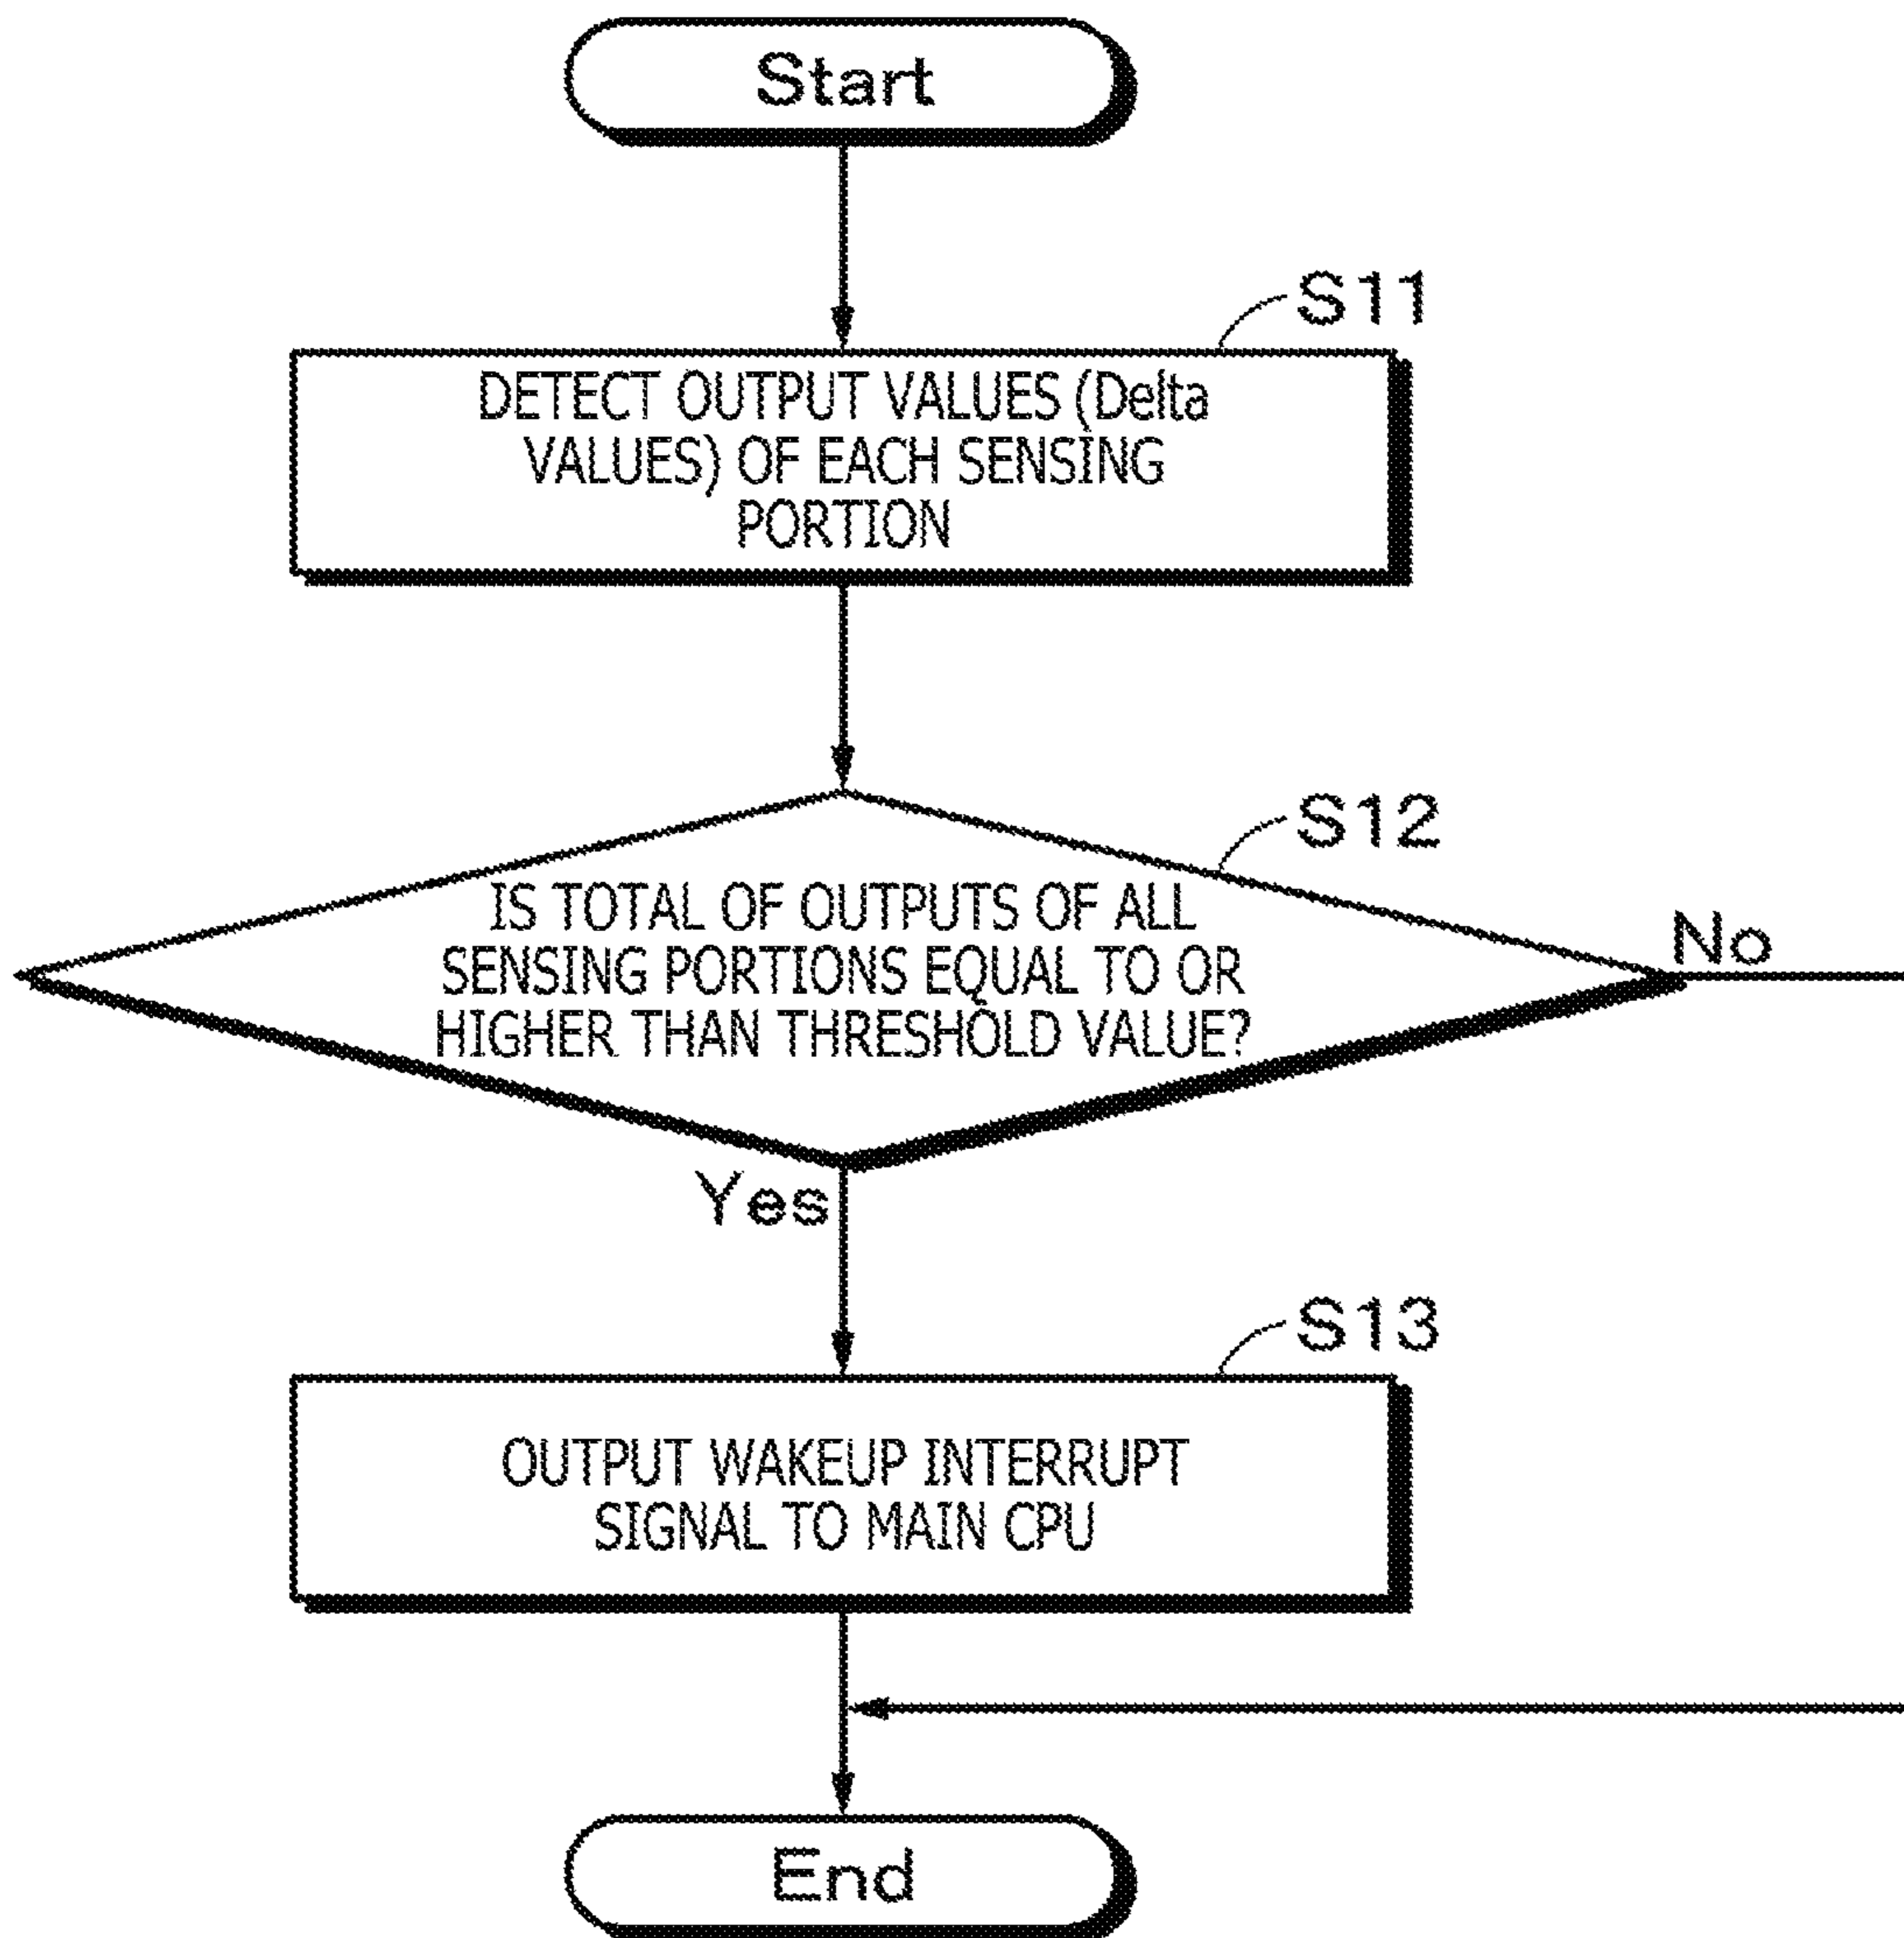 Start
S11
DETECT OUTPUT VALUES (Delta
VALUES) OF EACH SENSING
PORTION
S12
IS TOTAL OF OUTPUTS OF ALL
SENSING PORTIONS EQUAL TO OR
HIGHER THAN THRESHOLD VALUE?
No
Yes
S13
OUTPUT WAKEUP INTERRUPT
SIGNAL TO MAIN CPU
End